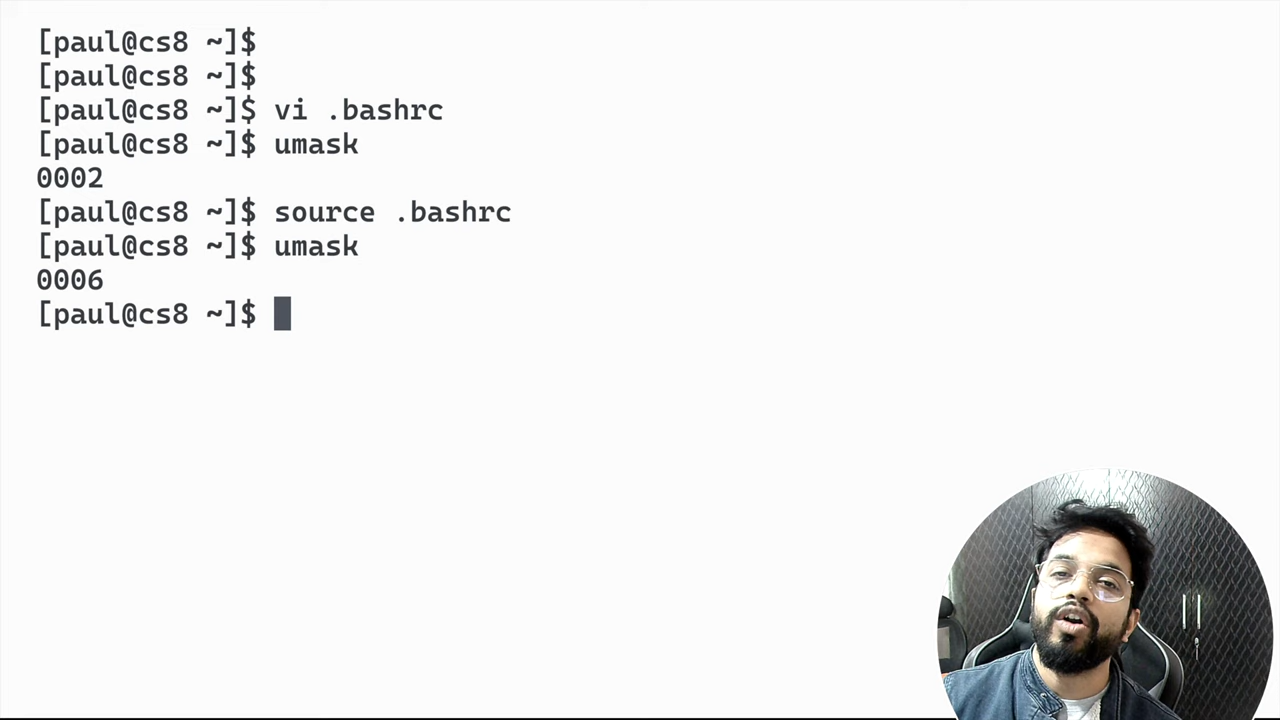 [paul@cs8 ~]$
[paul@cs8 ~]$
[paul@cs8 ~]$ vi .bashrc
[paul@cs8 ~]$ umask
0002
[paul@cs8 ~]$ source .bashrc
[paul@cs8 ~]$ umask
0006
[paul@cs8 ~]$